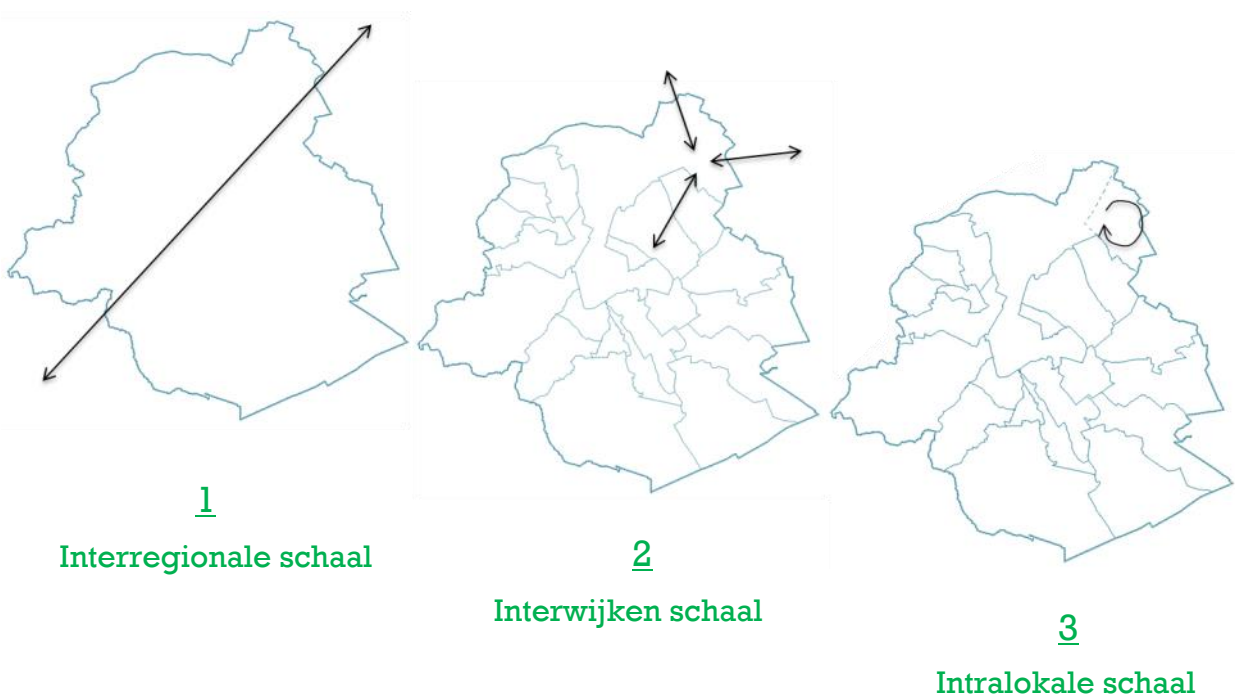 1
Interregionale schaal
2
Interwijken schaal
3
Intralokale schaal